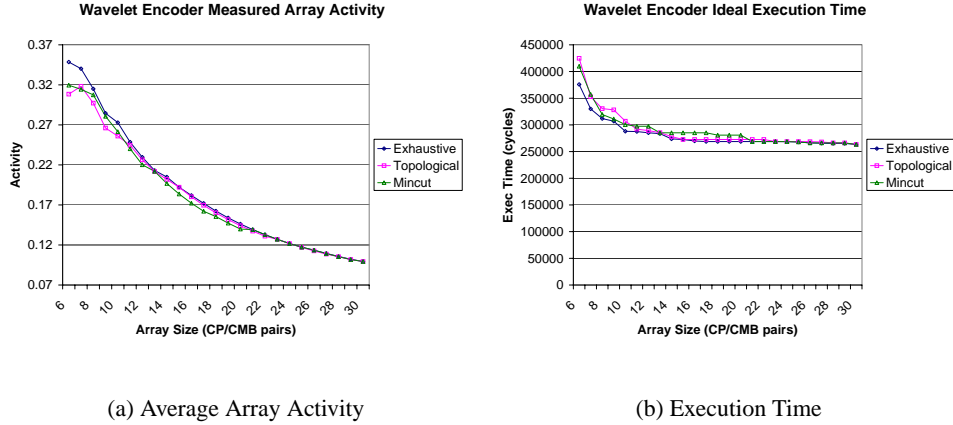 Wavelet Encoder Measured Array Activity
0.37
0.32
0.27
0.22
0.17
0.12
0.07
Activity
6 8 10 12 14 16 18 20 22 24 26 28 30
Array Size (CP/CMB pairs)
Exhaustive
Topological
Mincut
(a) Average Array Activity
Wavelet Encoder Ideal Execution Time
450000
400000
350000
300000
250000
200000
150000
100000
50000
0
Exec Time (cycles)
6 8 10 12 14 16 18 20 22 24 26 28 30
Array Size (CP/CMB pairs)
Exhaustive
Topological
Mincut
(b) Execution Time